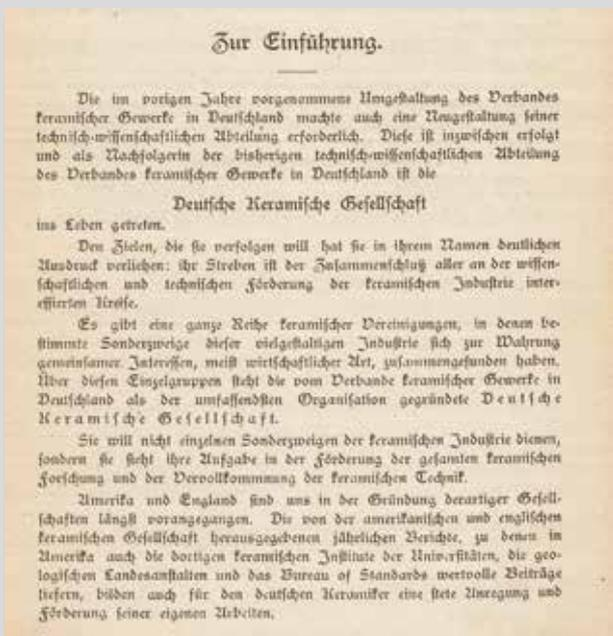 Zur Einführung.
Die im vorigen Jahre vorgenommene Umgestaltung des Verbandes
keramischer Gewerke in Deutschland machte auch eine Neugestaltung seiner
technisch-wissenschaftlichen Abteilung erforderlich. Diese ist inzwischen erfolgt
und als Nachfolgerin der bisherigen technisch-wissenschaftlichen Abteilung
des Verbandes keramischer Gewerke in Deutschland ist die
Deutsche Keramische Gesellschaft
ins Leben getreten.
Den Zielen, die sie verfolgen will hat sie in ihrem Namen deutlichen
Ausdruck verliehen: ihr Streben ist der Zusammenschluß aller an der wissen-
schaftlichen und technischen Förderung der keramischen Industrie inter-
essierten Kreise.
Es gibt eine ganze Reihe keramischer Vereinigungen, in denen be-
stimmte Sonderzweige dieser vielgestaltigen Industrie sich zur Wahrung
gemeinsamer Interessen, meist wirtschaftlicher Art, zusammengefunden haben.
Über diesen Einzelgruppen steht die vom Verbande keramischer Gewerke in
Deutschland als der umfassendsten Organisation gegründete Deutsche
Keramische Gesellschaft.
Sie will nicht einzelnen Sonderzweigen der keramischen Industrie dienen,
sondern sie sieht ihre Aufgabe in der Förderung der gesamten keramischen
Forschung und der Vervollkommnung der keramischen Technik.
Amerika und England sind uns in der Gründung derartiger Gesell-
schaften längst vorangegangen. Die von der amerikanischen und englischen
keramischen Gesellschaft herausgegebenen jährlichen Berichte, zu denen in
Amerika auch die dortigen keramischen Institute der Universitäten, die geo-
logischen Landesanstalten und das Bureau of Standards wertvolle Beiträge
liefern, bilden auch für den deutschen Keramiker eine stete Anregung und
Förderung seiner eigenen Arbeiten.